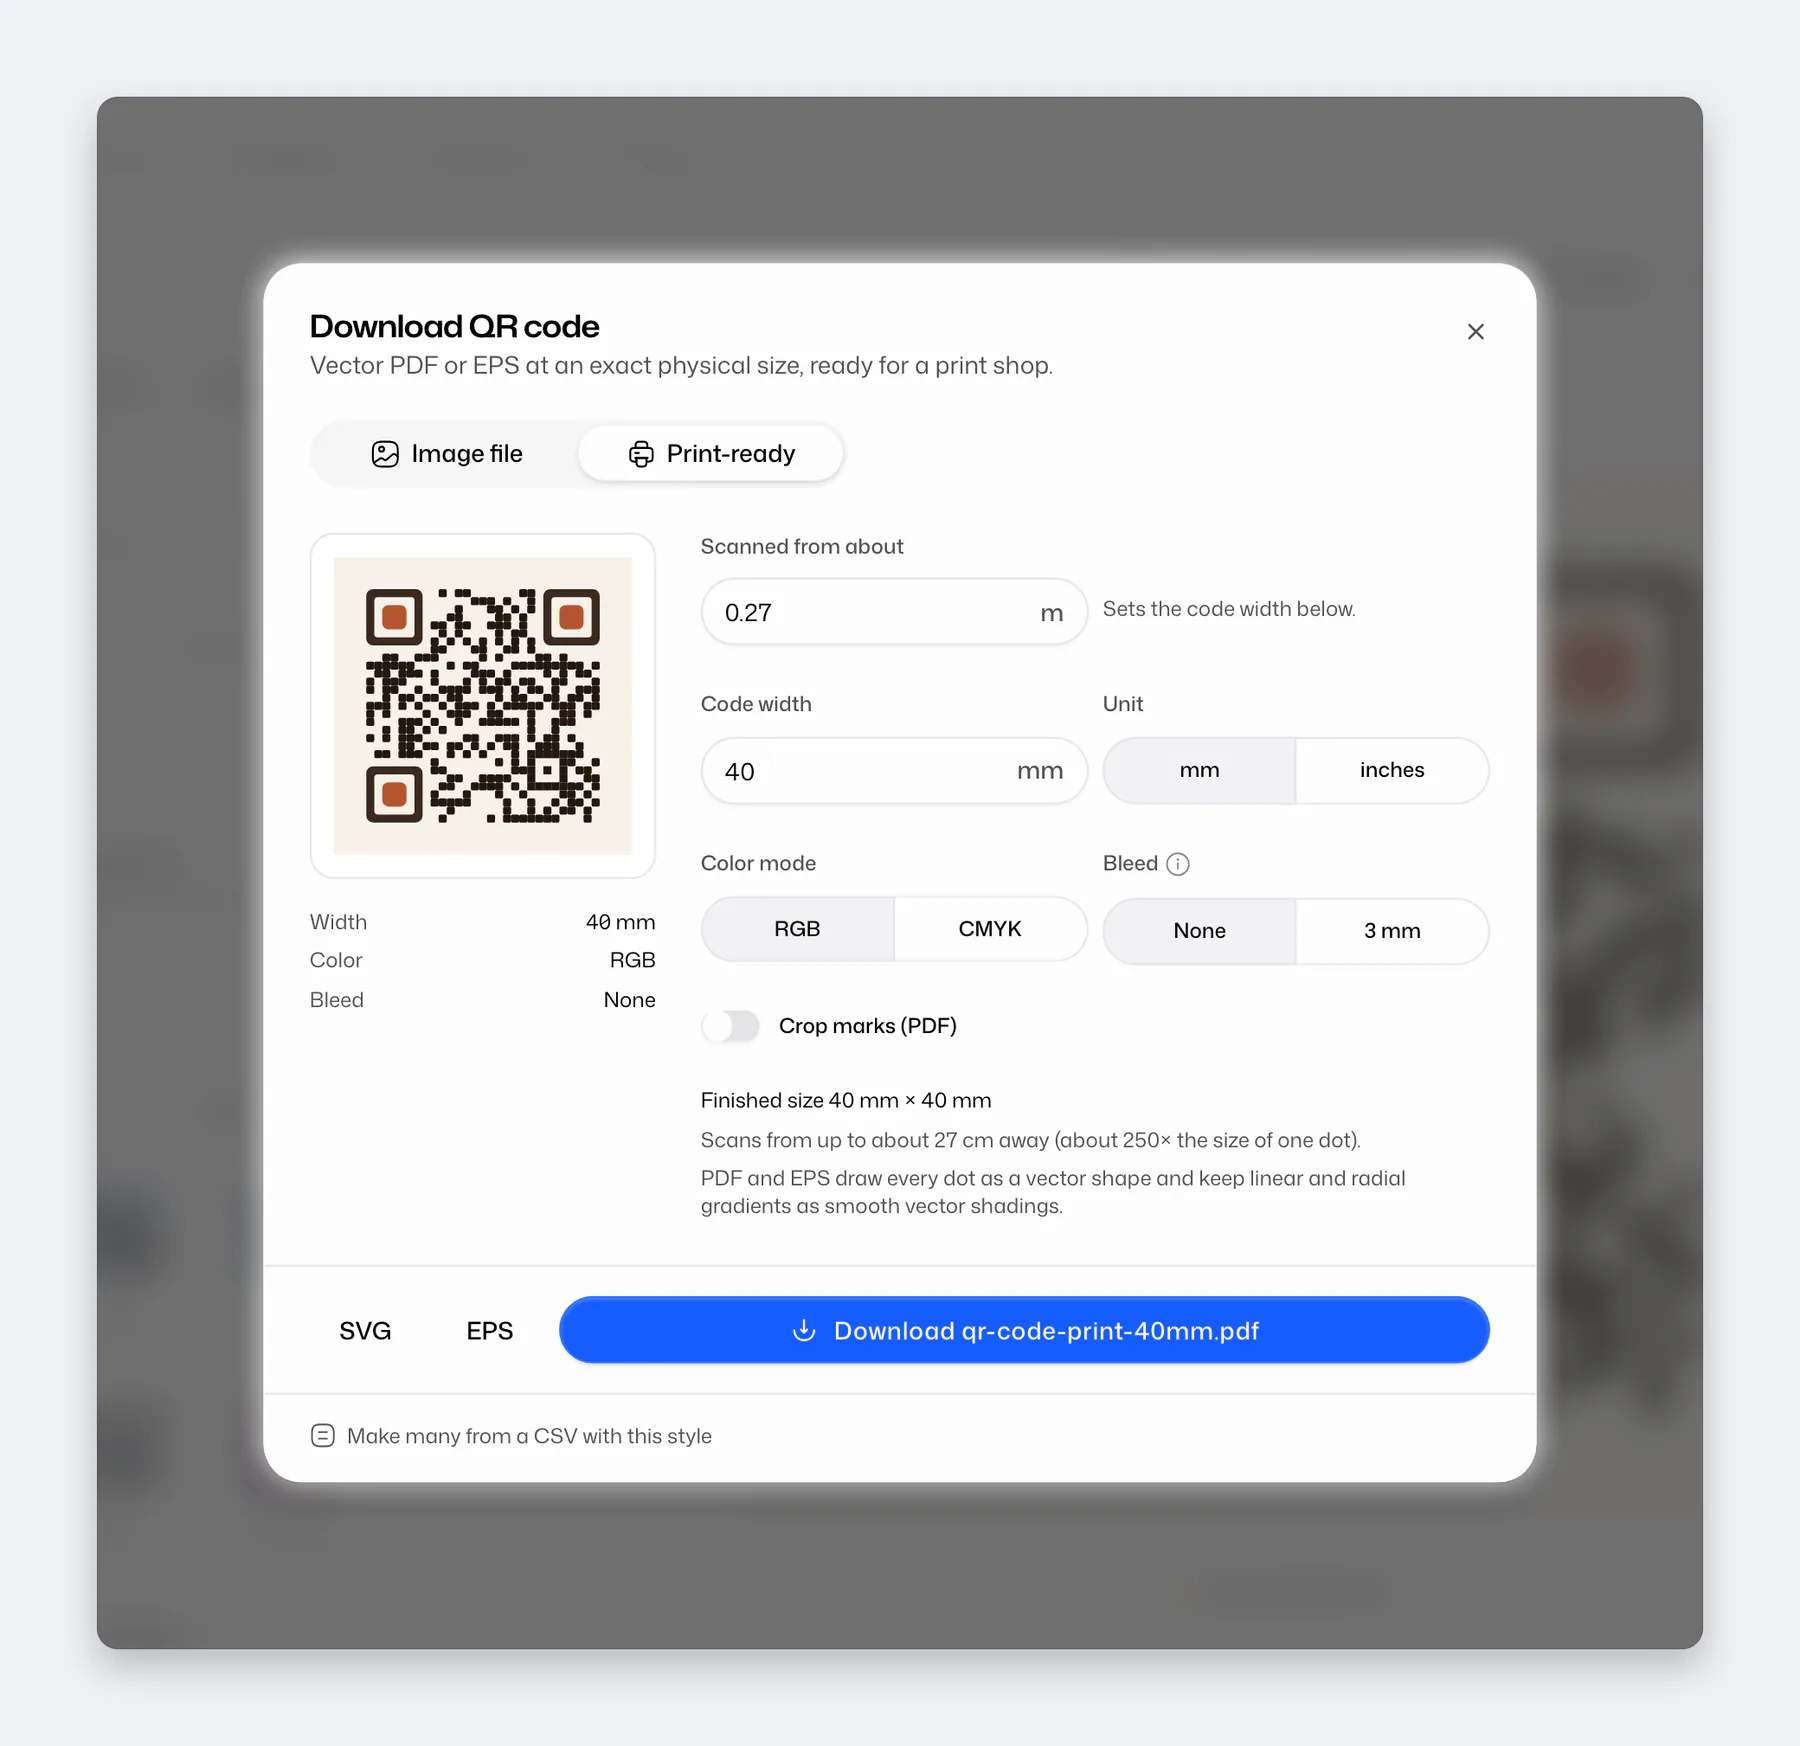 Download QR code
Vector PDF or EPS at an exact physical size, ready for a print shop.
Image file
Print-ready
Scanned from about
0.27 m
Sets the code width below.
Code width
40 mm
Unit
mm
inches
Color mode
RGB
CMYK
Bleed
None
3 mm
Width 40 mm
Color RGB
Bleed None
Crop marks (PDF)
Finished size 40 mm × 40 mm
Scans from up to about 27 cm away (about 250× the size of one dot).
PDF and EPS draw every dot as a vector shape and keep linear and radial
gradients as smooth vector shadings.
SVG
EPS
Download qr-code-print-40mm.pdf
Make many from a CSV with this style